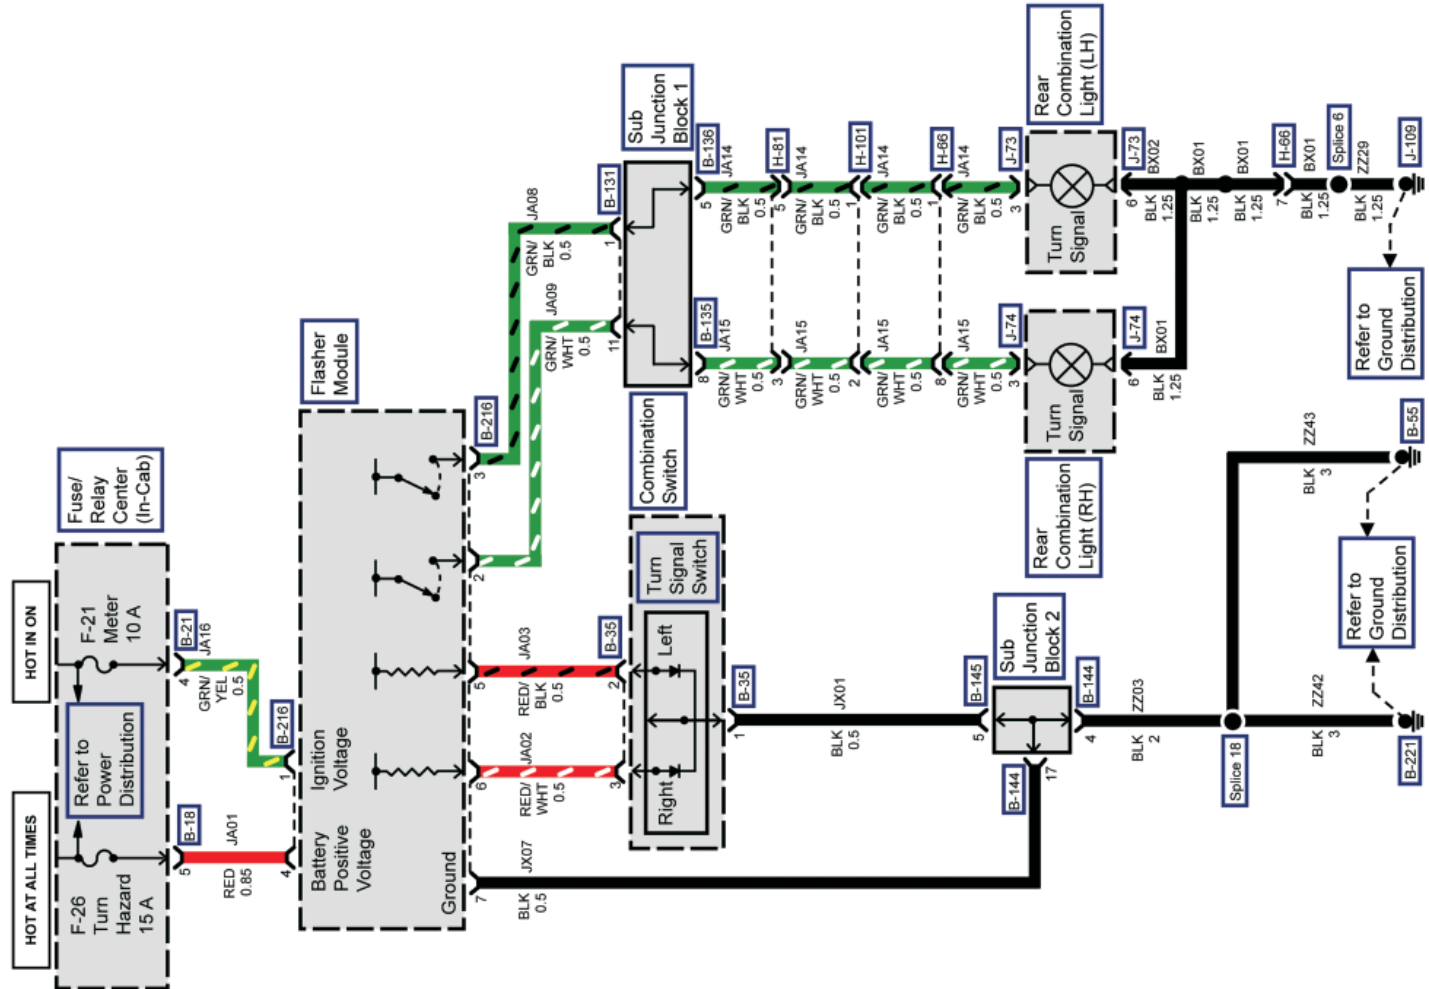 HOT AT ALL TIMES
HOT IN ON
Fuse/
Relay
Center
(In-Cab)
F-26
Turn
Hazard
15 A
Refer to
Power
Distribution
F-21
Meter
10 A
5
B-18
JA01
RED
0.85
4
4
B-21
JA16
GRN/
YEL
0.5
1
B-216
Flasher
Module
Battery
Positive
Voltage
Ignition
Voltage
Ground
7
6
5
2
3
B-216
JX07
BLK
0.5
JA02
RED/
WHT
0.5
3
JA03
RED/
BLK
0.5
2
B-35
JA09
GRN/
WHT
0.5
11
JA08
GRN/
BLK
0.5
1
B-131
Sub
Junction
Block 1
Combination
Switch
Turn
Signal
Switch
Right
Left
1
B-35
JX01
BLK
0.5
5
B-145
Sub
Junction
Block 2
B-144
17
4
B-144
ZZ03
BLK
2
Splice 18
ZZ42
BLK
3
B-221
ZZ43
BLK
3
B-55
Refer to
Ground
Distribution
8
B-135
JA15
GRN/
WHT
0.5
3
JA15
GRN/
WHT
0.5
2
JA15
GRN/
WHT
0.5
8
JA15
GRN/
WHT
0.5
3
J-74
5
B-136
JA14
GRN/
BLK
0.5
5
H-81
JA14
GRN/
BLK
0.5
1
H-101
JA14
GRN/
BLK
0.5
1
H-66
JA14
GRN/
BLK
0.5
3
J-73
Rear
Combination
Light (RH)
Turn
Signal
6
J-74
BX01
BLK
1.25
Rear
Combination
Light (LH)
Turn
Signal
6
J-73
BX02
BLK
1.25
BX01
BLK
1.25
BX01
BLK
1.25
7
H-66
BX01
BLK
1.25
Splice 6
ZZ29
BLK
1.25
J-109
Refer to
Ground
Distribution